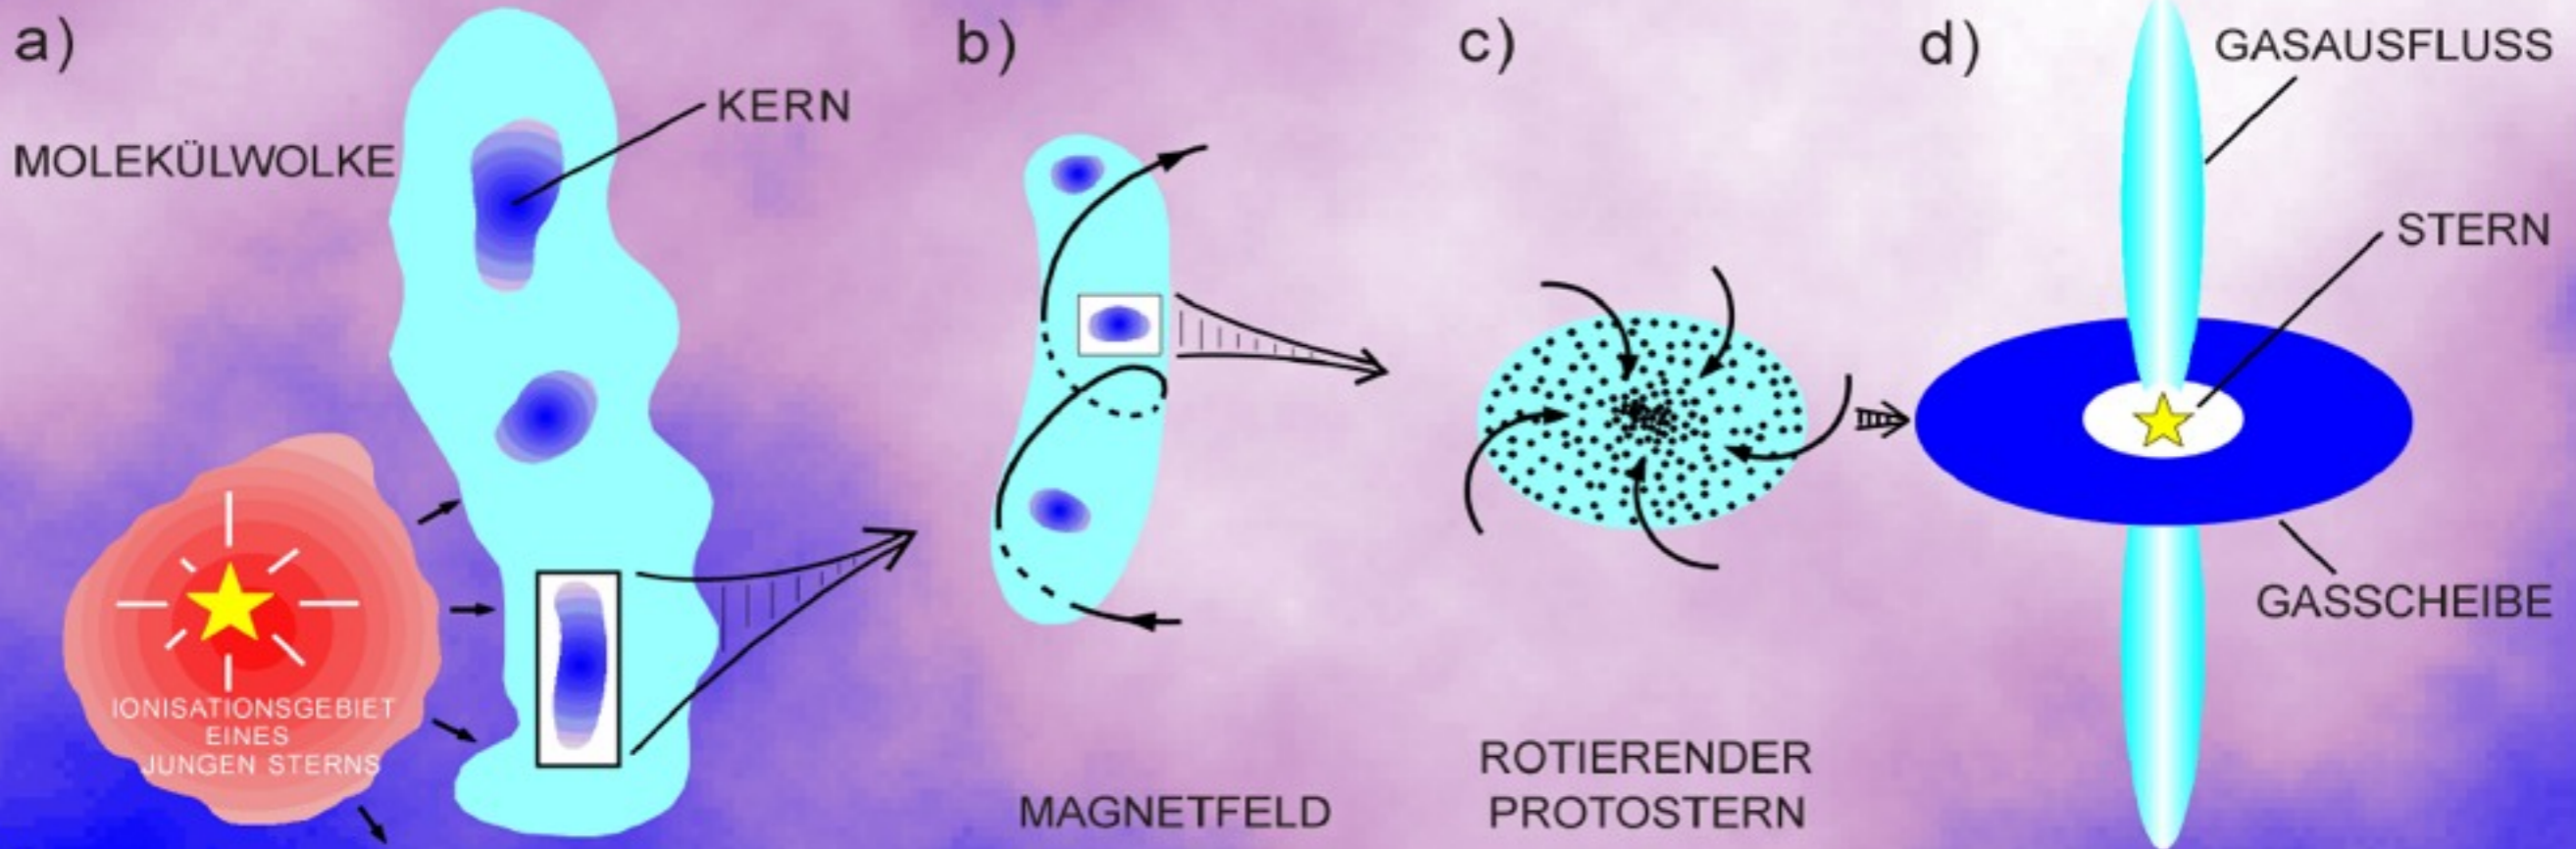 a)
KERN
MOLEKÜLWOLKE
IONISATIONSGEBIET
EINES
JUNGEN STERNS
b)
MAGNETFELD
c)
ROTIERENDER
PROTOSTERN
d)
GASAUSFLUSS
STERN
GASSCHEIBE